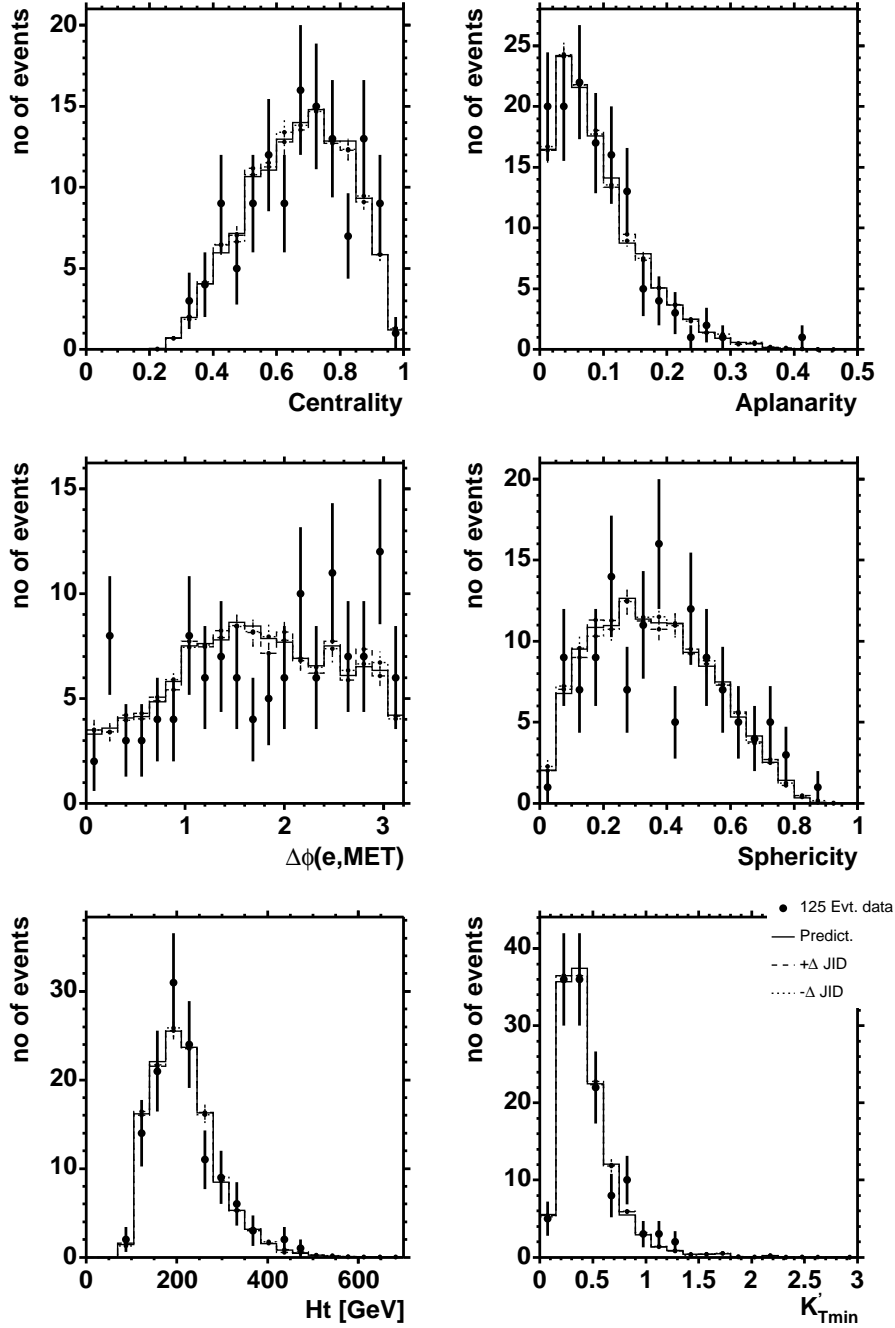 no of events
20
15
10
5
0
0 0.2 0.4 0.6 0.8 1
Centrality
no of events
25
20
15
10
5
0
0 0.1 0.2 0.3 0.4 0.5
Aplanarity
no of events
15
10
5
0
0 1 2 3
Δϕ(e,MET)
no of events
20
15
10
5
0
0 0.2 0.4 0.6 0.8 1
Sphericity
no of events
30
20
10
0
0 200 400 600
Ht [GeV]
no of events
40
30
20
10
0
0 0.5 1 1.5 2 2.5 3
K'Tmin
125 Evt. data
Predict.
+Δ JID
-Δ JID